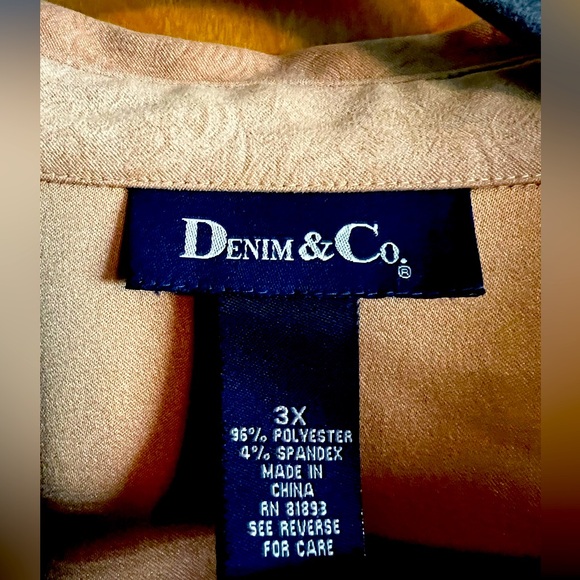 DENIM & CO.®
3X
96% POLYESTER
4% SPANDEX
MADE IN
CHINA
RN 81893
SEE REVERSE
FOR CARE